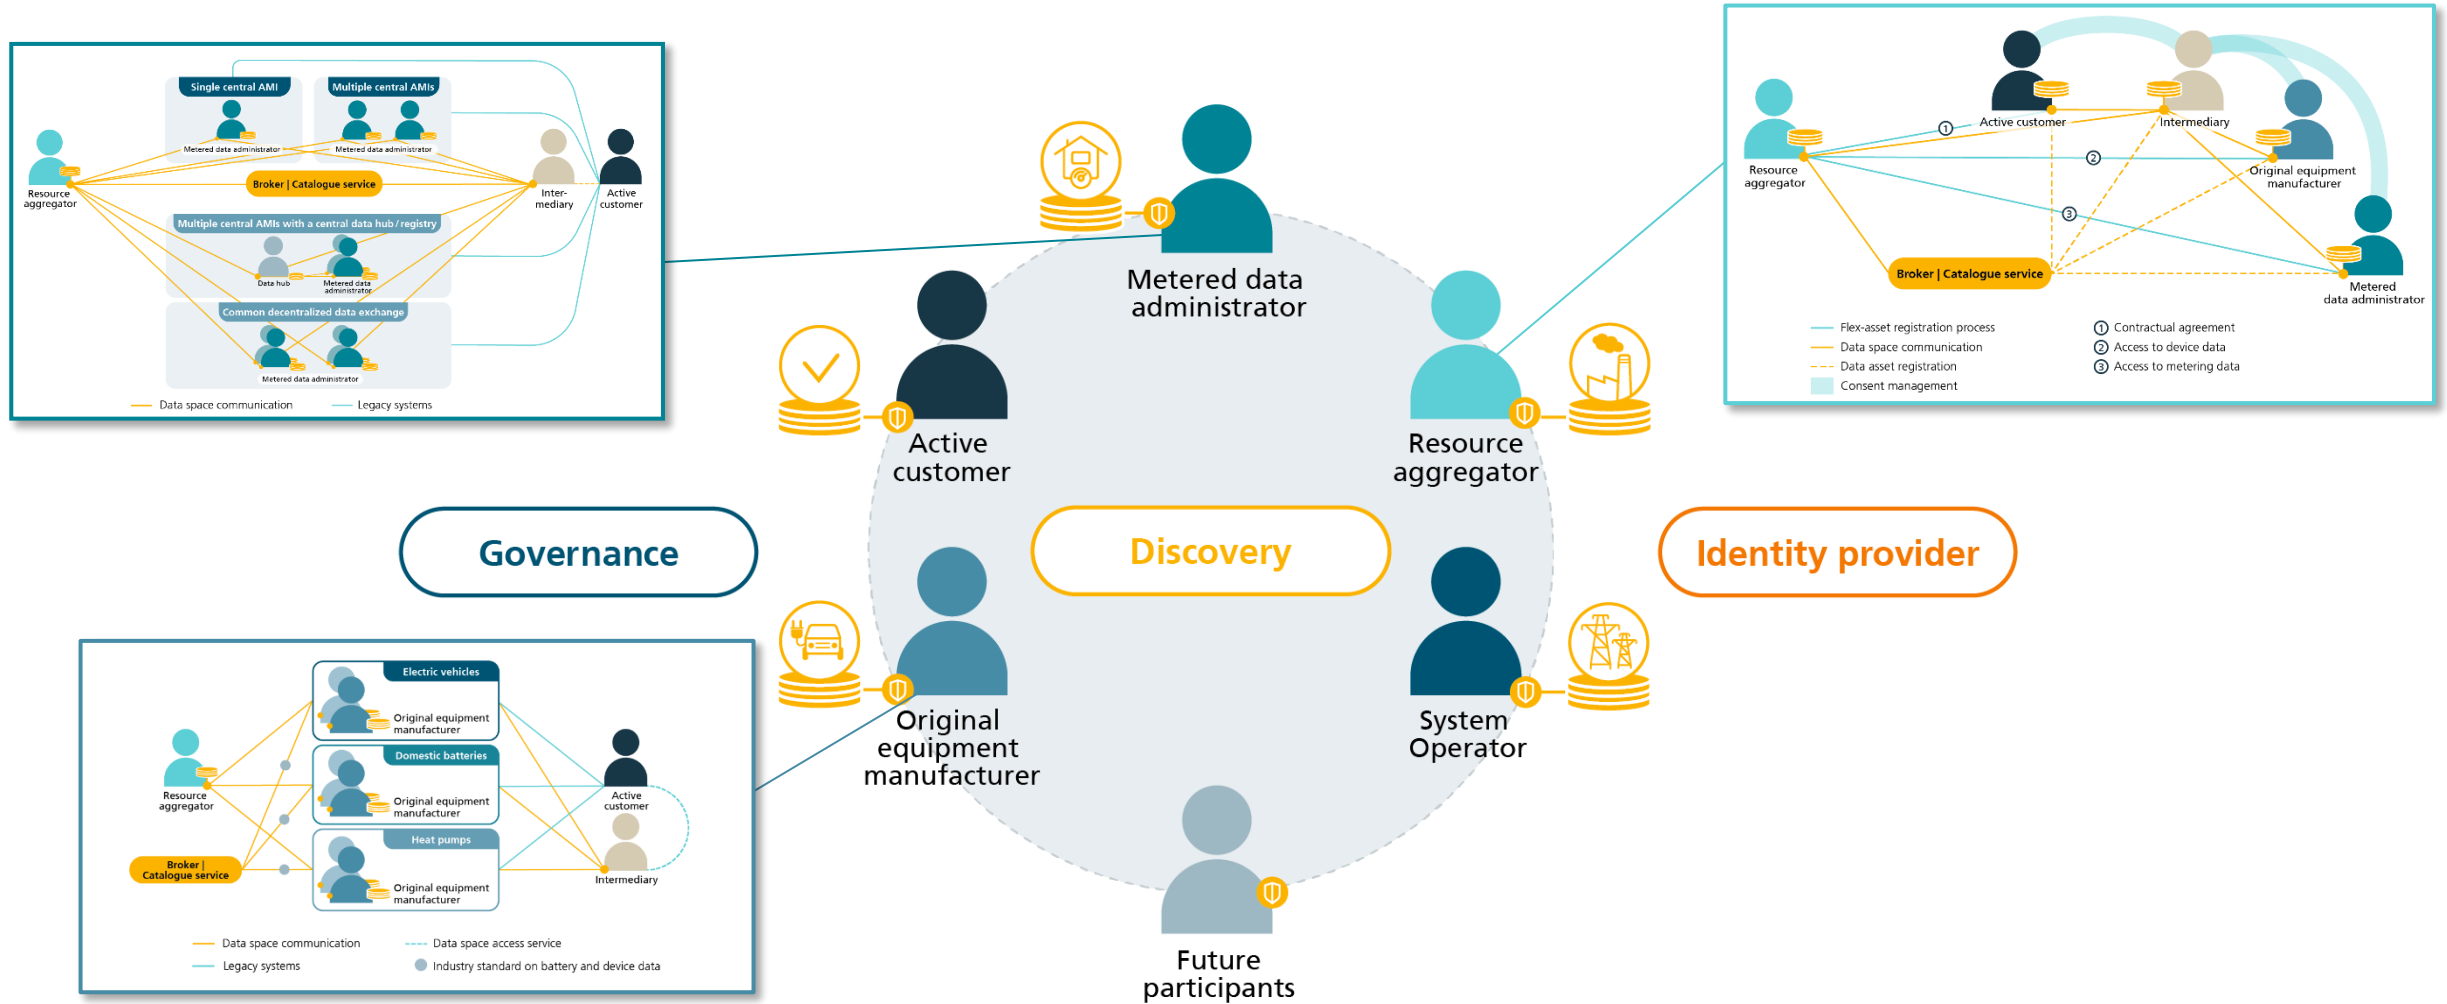 Single central AMI
Multiple central AMIs
Metered data administrator
Metered data administrator
Resource
aggregator
Broker | Catalogue service
Inter-
mediary
Active
customer
Multiple central AMIs with a central data hub / registry
Data hub
Metered data
administrator
Common decentralized data exchange
Metered data administrator
Data space communication
Legacy systems
Metered data
administrator
Active
customer
Resource
aggregator
Governance
Discovery
Identity provider
Original
equipment
manufacturer
System
Operator
Future
participants
Active customer
Intermediary
Resource
aggregator
Original equipment
manufacturer
1
2
3
Broker | Catalogue service
Metered
data administrator
Flex-asset registration process
Data space communication
Data asset registration
Consent management
1 Contractual agreement
2 Access to device data
3 Access to metering data
Electric vehicles
Original equipment
manufacturer
Domestic batteries
Original equipment
manufacturer
Heat pumps
Original equipment
manufacturer
Resource
aggregator
Broker |
Catalogue service
Active
customer
Intermediary
Data space communication
Legacy systems
Data space access service
Industry standard on battery and device data